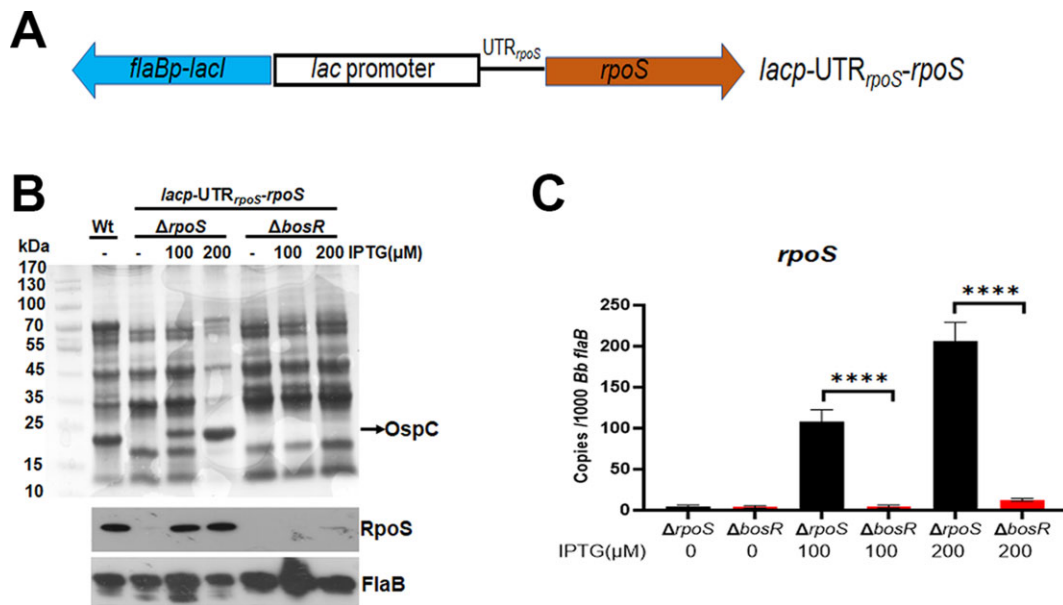 A
flaBp-lacI
lac promoter
UTRrpoS
rpoS
lacp-UTRrpoS-rpoS
B
lacp-UTRrpoS-rpoS
Wt ΔrpoS ΔbosR
kDa - - 100 200 - 100 200 IPTG(μM)
170
130
100
70
55
45
35
25
15
10
OspC
RpoS
FlaB
C
rpoS
Copies /1000 Bb flaB
250
200
150
100
50
0
**** ****
ΔrpoS ΔbosR ΔrpoS ΔbosR ΔrpoS ΔbosR
IPTG(μM) 0 0 100 100 200 200